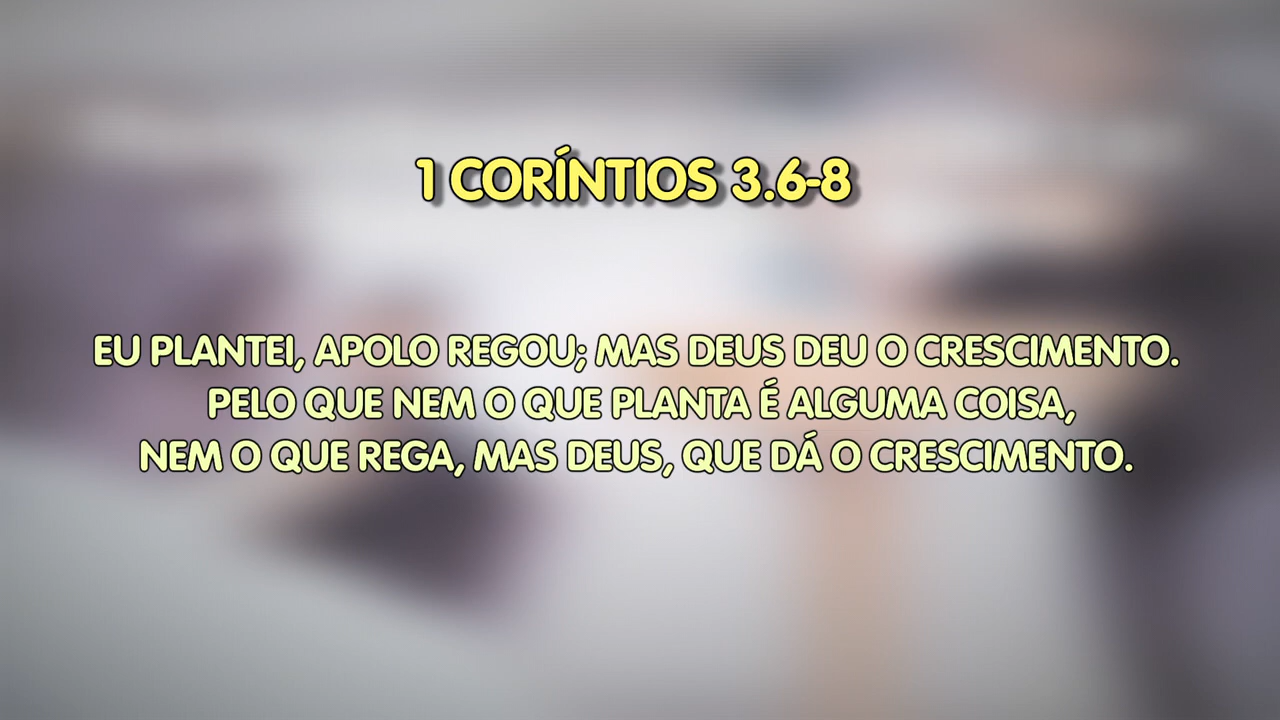 1 CORÍNTIOS 3.6-8
EU PLANTEI, APOLO REGOU; MAS DEUS DEU O CRESCIMENTO.
PELO QUE NEM O QUE PLANTA É ALGUMA COISA,
NEM O QUE REGA, MAS DEUS, QUE DÁ O CRESCIMENTO.